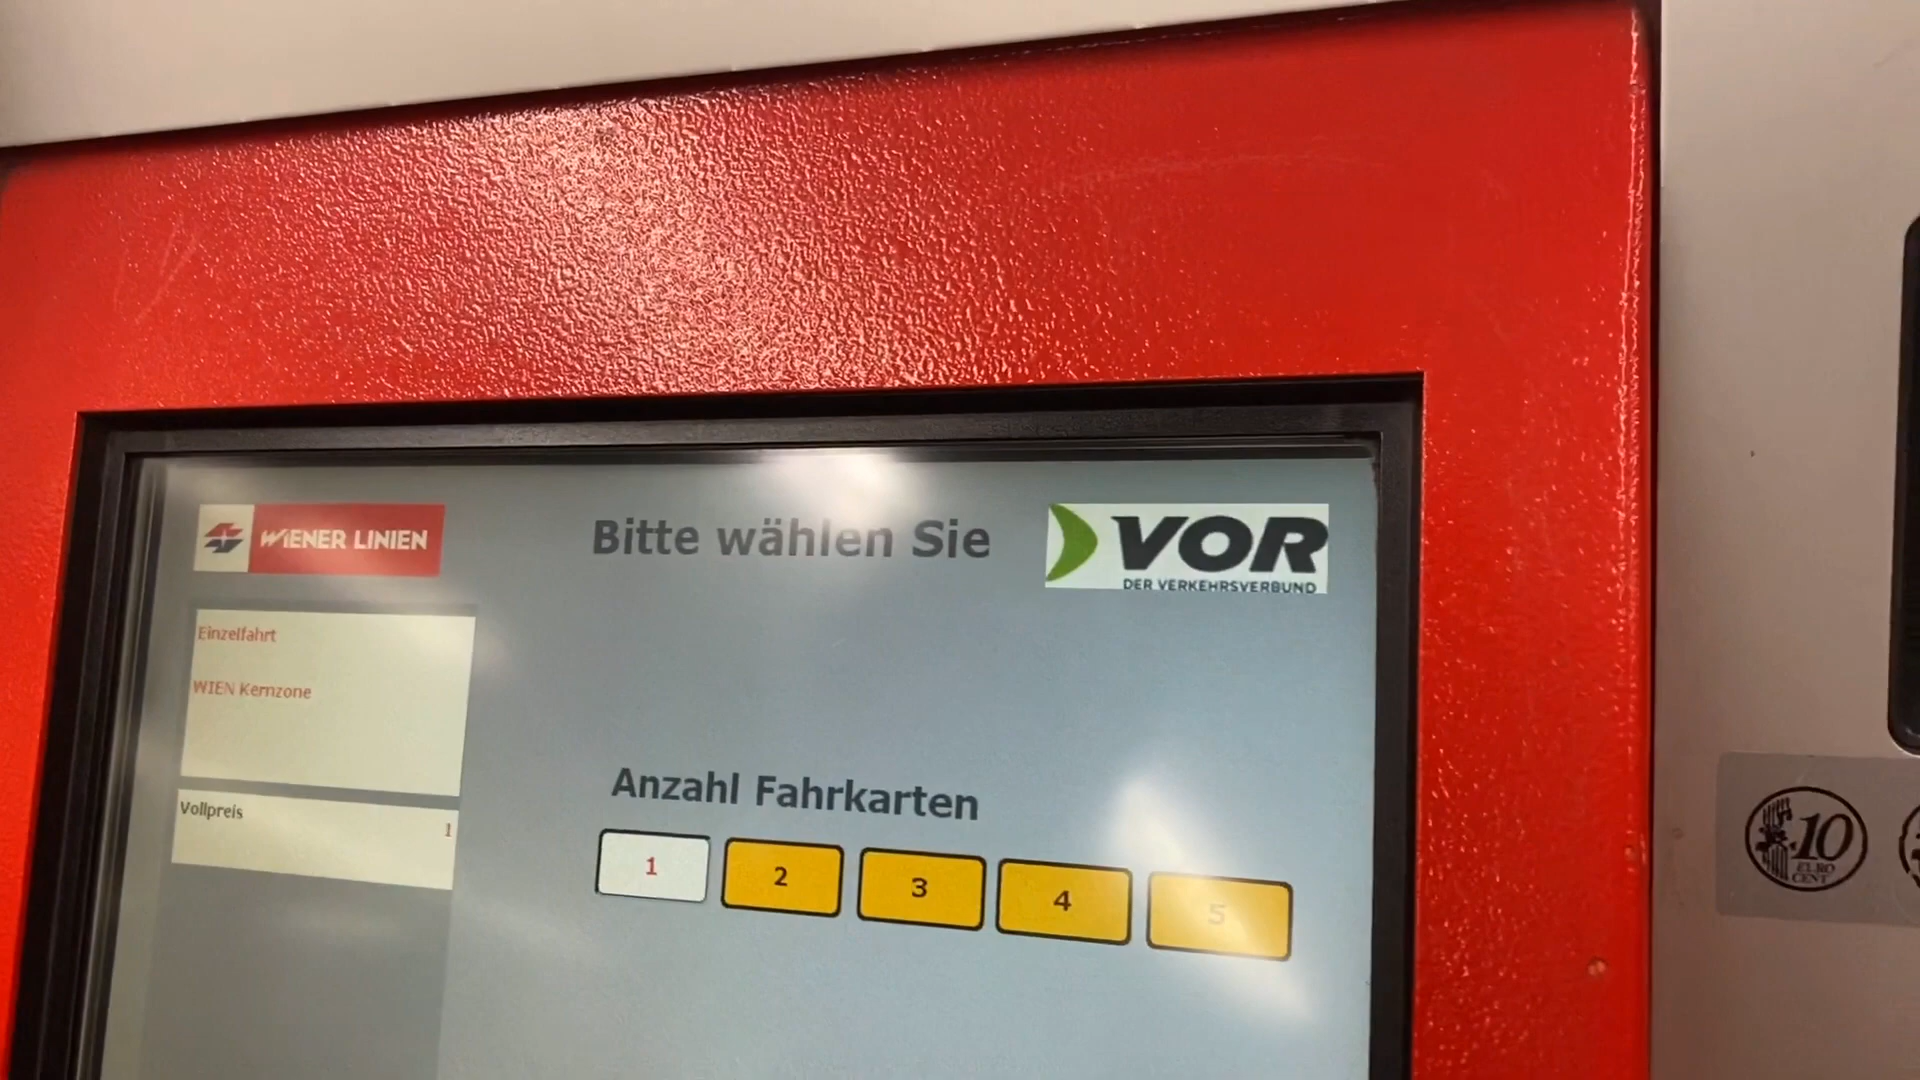 WIENER LINIEN
Bitte wählen Sie
VOR
DER VERKEHRSVERBUND
Einzelfahrt
WIEN Kernzone
Vollpreis
1
Anzahl Fahrkarten
1
2
3
4
5
10
EURO
CENT